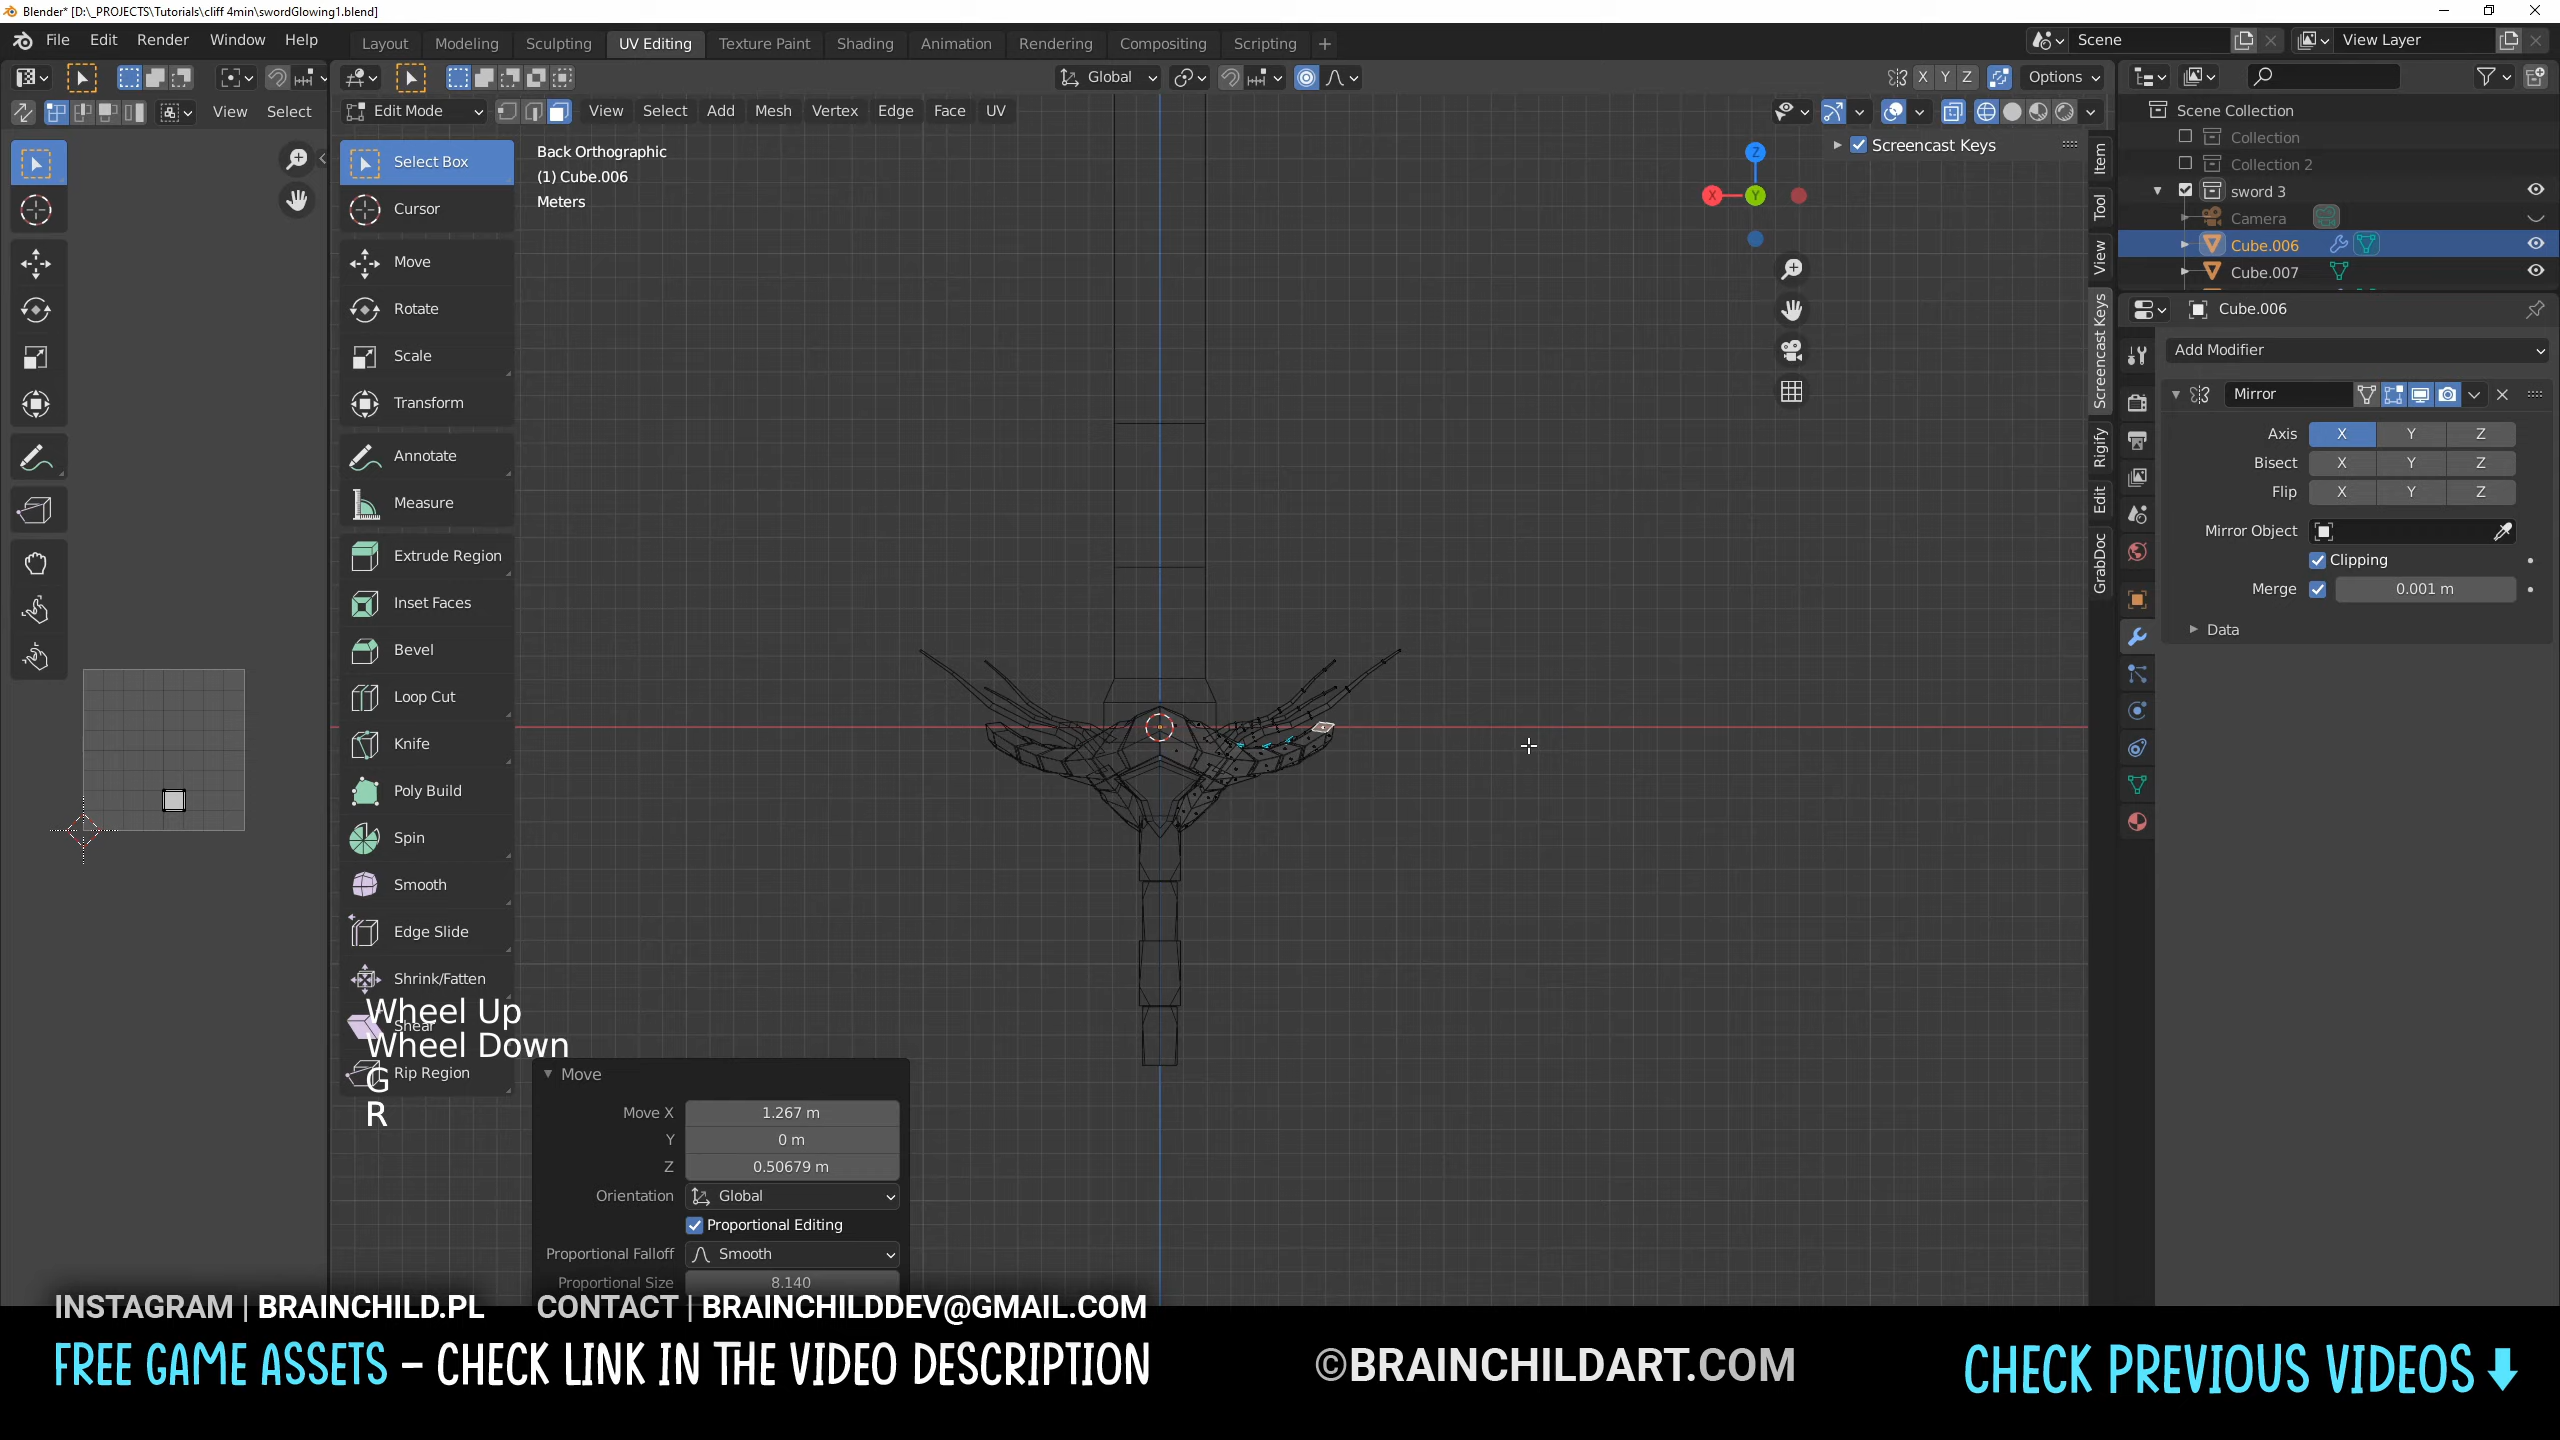 Blender* [D:\_PROJECTS\Tutorials\cliff 4min\swordGlowing1.blend]
File Edit Render Window Help
Layout Modeling Sculpting UV Editing Texture Paint Shading Animation Rendering Compositing Scripting +
Scene
View Layer
Global
X Y Z
Options
View Select
Edit Mode
View Select Add Mesh Vertex Edge Face UV
Select Box
Cursor
Move
Rotate
Scale
Transform
Annotate
Measure
Extrude Region
Inset Faces
Bevel
Loop Cut
Knife
Poly Build
Spin
Smooth
Edge Slide
Shrink/Fatten
Shear
Rip Region
Back Orthographic
(1) Cube.006
Meters
Z
X
Y
Screencast Keys
Item
Tool
View
Screencast Keys
Rigify
Edit
GrabDoc
Scene Collection
Collection
Collection 2
sword 3
Camera
Cube.006
Cube.007
Cube.006
Add Modifier
Mirror
Axis X Y Z
Bisect X Y Z
Flip X Y Z
Mirror Object
Clipping
Merge 0.001 m
Data
Wheel Up
Wheel Down
G
R
Move
Move X 1.267 m
Y 0 m
Z 0.50679 m
Orientation Global
Proportional Editing
Proportional Falloff Smooth
Proportional Size 8.140
INSTAGRAM | BRAINCHILD.PL CONTACT | BRAINCHILDDEV@GMAIL.COM
FREE GAME ASSETS – CHECK LINK IN THE VIDEO DESCRIPTION
©BRAINCHILDART.COM
CHECK PREVIOUS VIDEOS